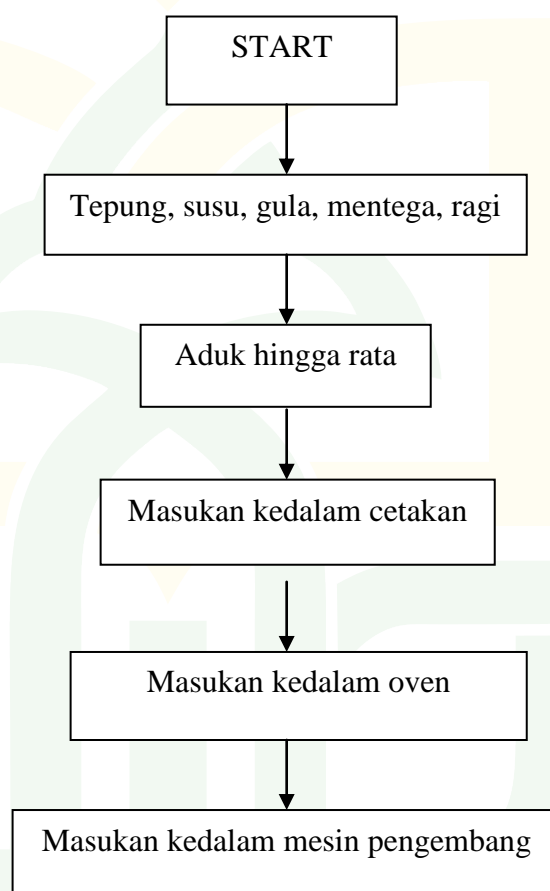 START
Tepung, susu, gula, mentega, ragi
Aduk hingga rata
Masukan kedalam cetakan
Masukan kedalam oven
Masukan kedalam mesin pengembang